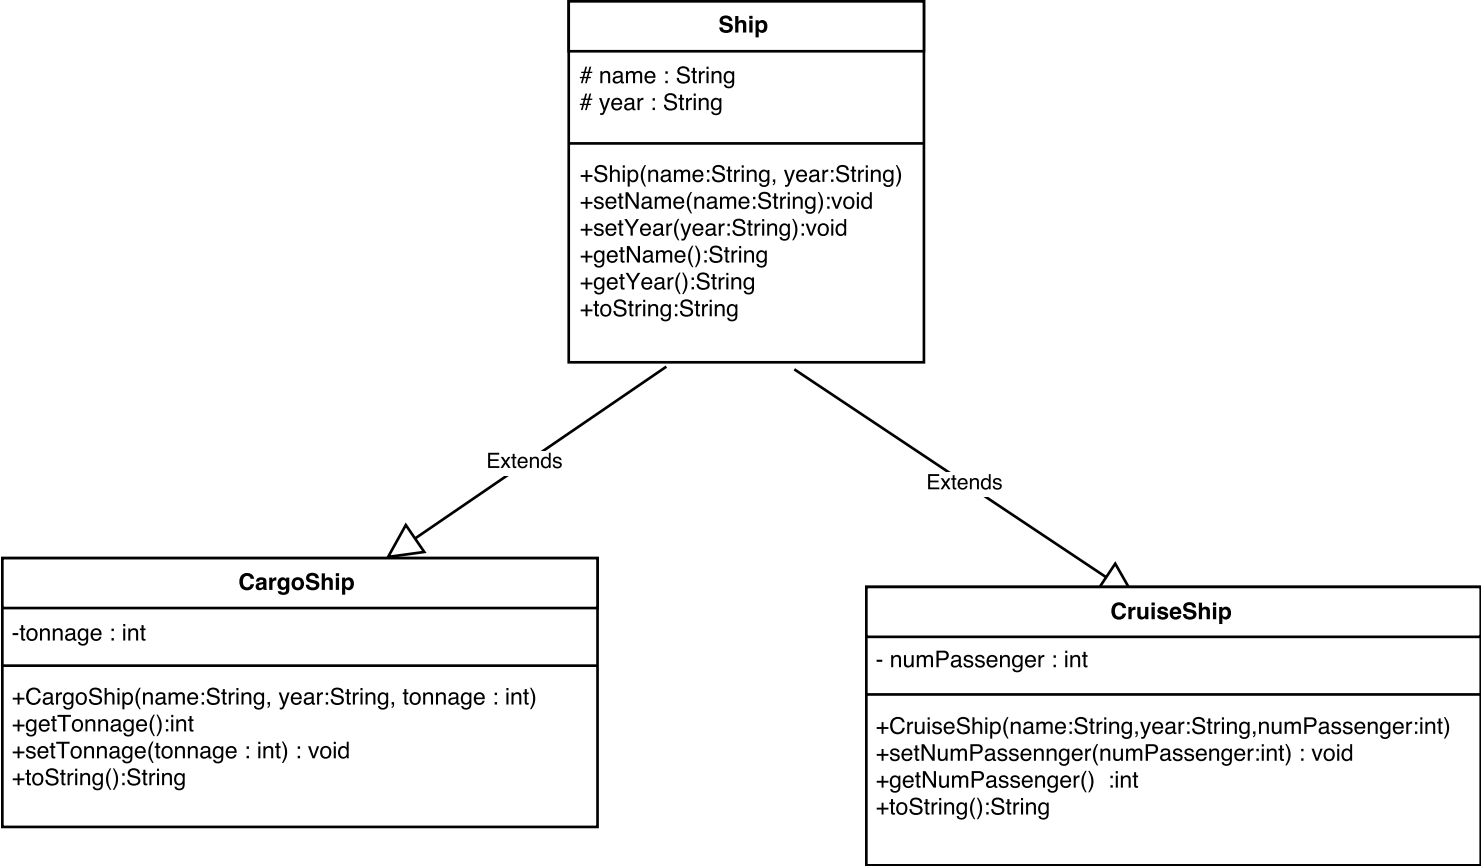 Ship
# name : String
# year : String
+Ship(name:String, year:String)
+setName(name:String):void
+setYear(year:String):void
+getName():String
+getYear():String
+toString:String
Extends
Extends
CargoShip
-tonnage : int
+CargoShip(name:String, year:String, tonnage : int)
+getTonnage():int
+setTonnage(tonnage : int) : void
+toString():String
CruiseShip
- numPassenger : int
+CruiseShip(name:String,year:String,numPassenger:int)
+setNumPassennger(numPassenger:int) : void
+getNumPassenger()  :int
+toString():String